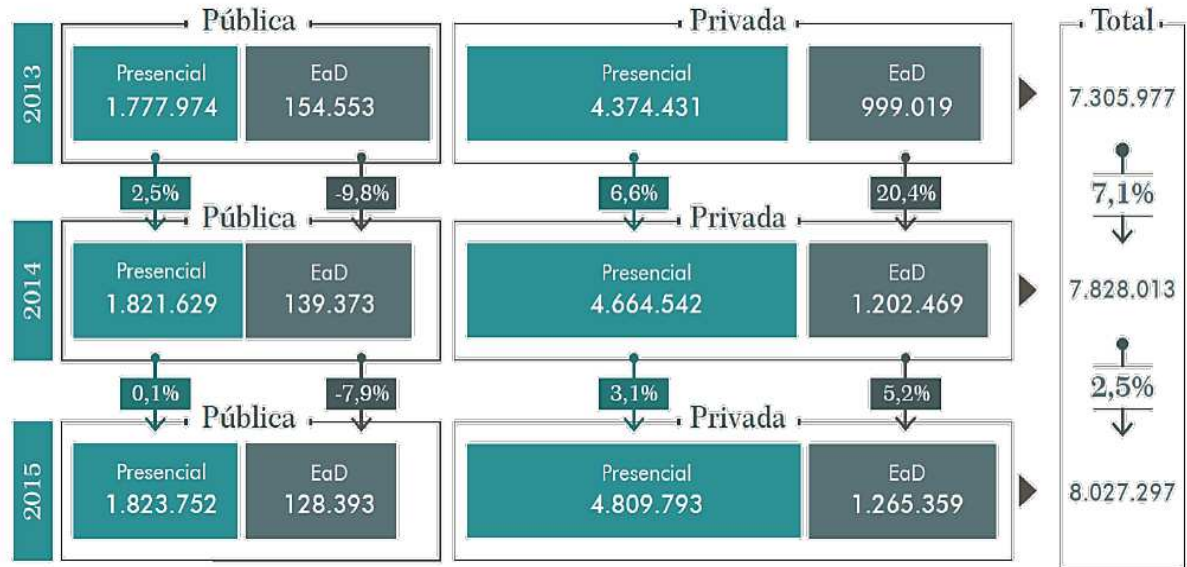 Pública
Privada
Total
2013
Presencial
1.777.974
EaD
154.553
Presencial
4.374.431
EaD
999.019
7.305.977
2,5%
-9,8%
6,6%
20,4%
7,1%
Pública
Privada
2014
Presencial
1.821.629
EaD
139.373
Presencial
4.664.542
EaD
1.202.469
7.828.013
0,1%
-7,9%
3,1%
5,2%
2,5%
Pública
Privada
2015
Presencial
1.823.752
EaD
128.393
Presencial
4.809.793
EaD
1.265.359
8.027.297